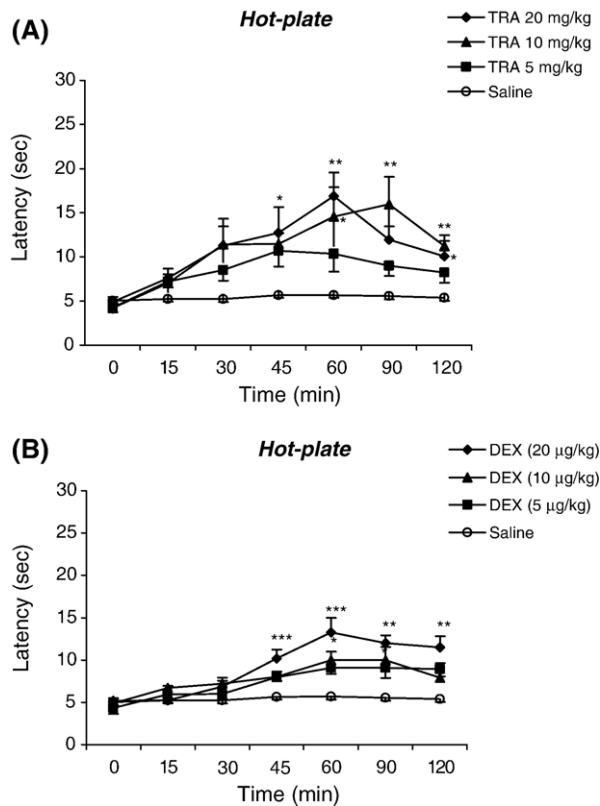 (A)
Hot-plate
TRA 20 mg/kg
TRA 10 mg/kg
TRA 5 mg/kg
Saline
Latency (sec)
30
25
20
15
10
5
0
** **
* * **
*
0 15 30 45 60 90 120
Time (min)
(B)
Hot-plate
DEX (20 µg/kg)
DEX (10 µg/kg)
DEX (5 µg/kg)
Saline
Latency (sec)
30
25
20
15
10
5
0
*** *** ** **
* *
0 15 30 45 60 90 120
Time (min)